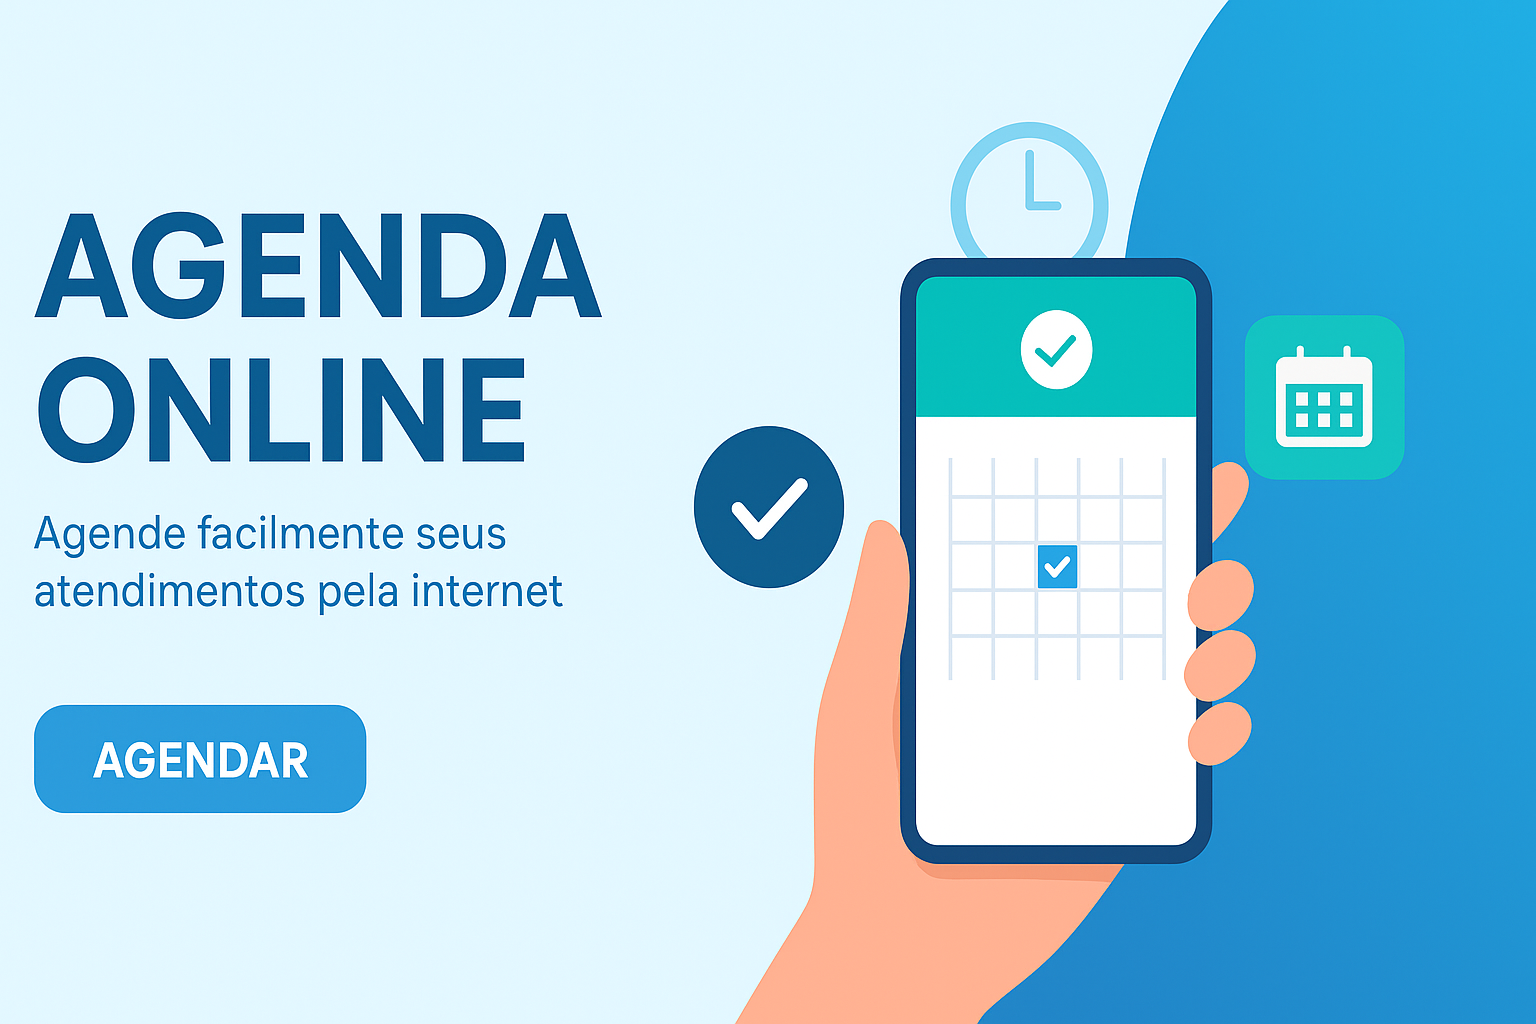 AGENDA
ONLINE
Agende facilmente seus
atendimentos pela internet
AGENDAR